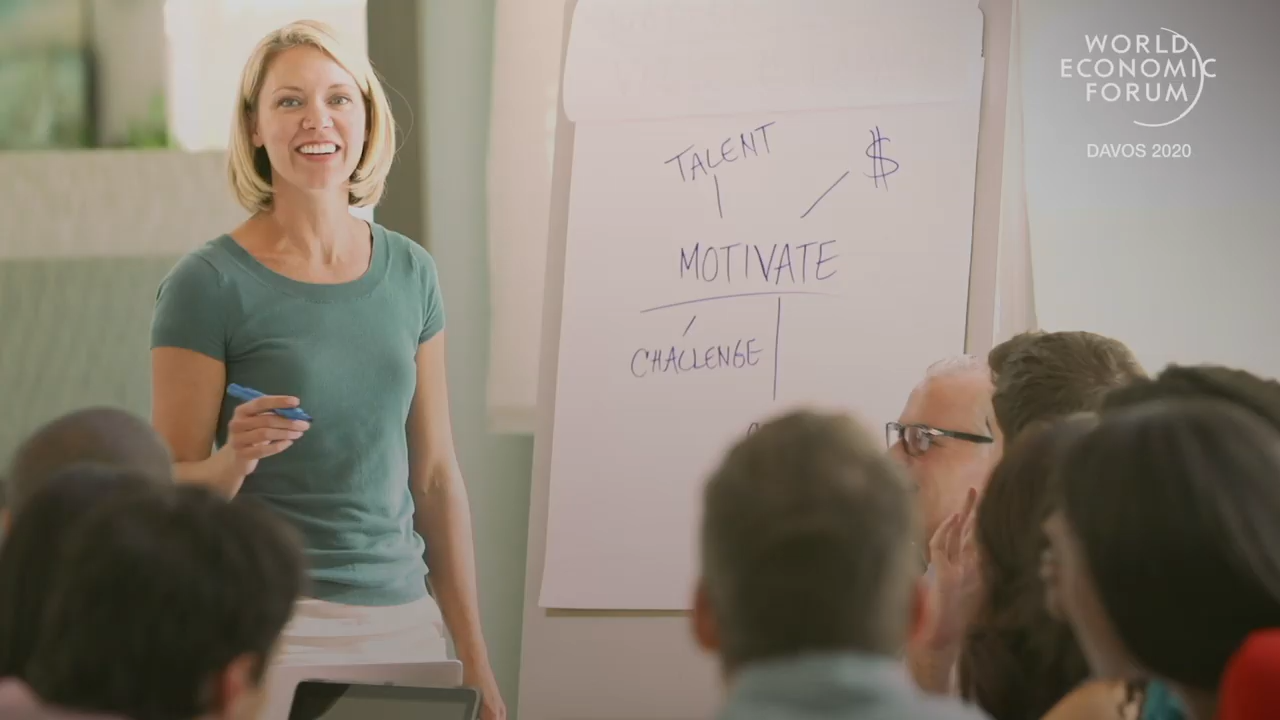 WORLD
ECONOMIC
FORUM
DAVOS 2020
TALENT $
MOTIVATE
CHALLENGE